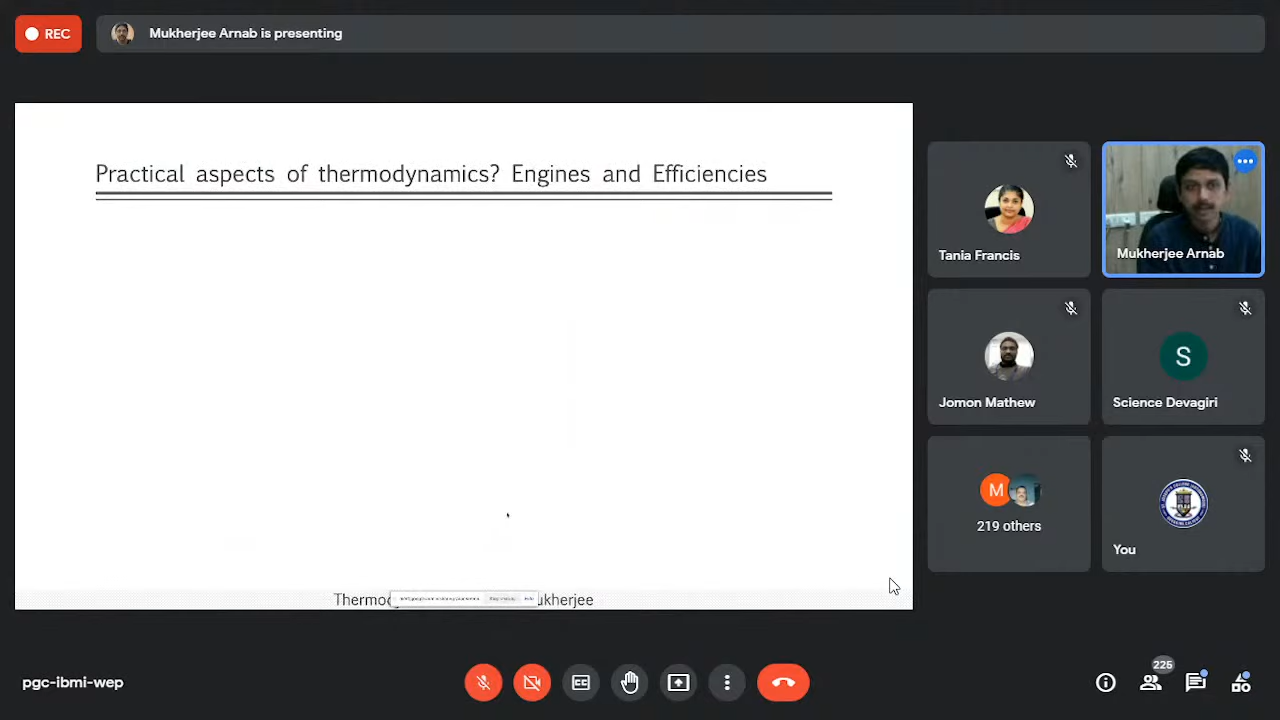 REC
Mukherjee Arnab is presenting
Practical aspects of thermodynamics? Engines and Efficiencies
Tania Francis
Mukherjee Arnab
Jomon Mathew
S
Science Devagiri
M
219 others
You
ukherjee
CC
pgc-ibmi-wep
225